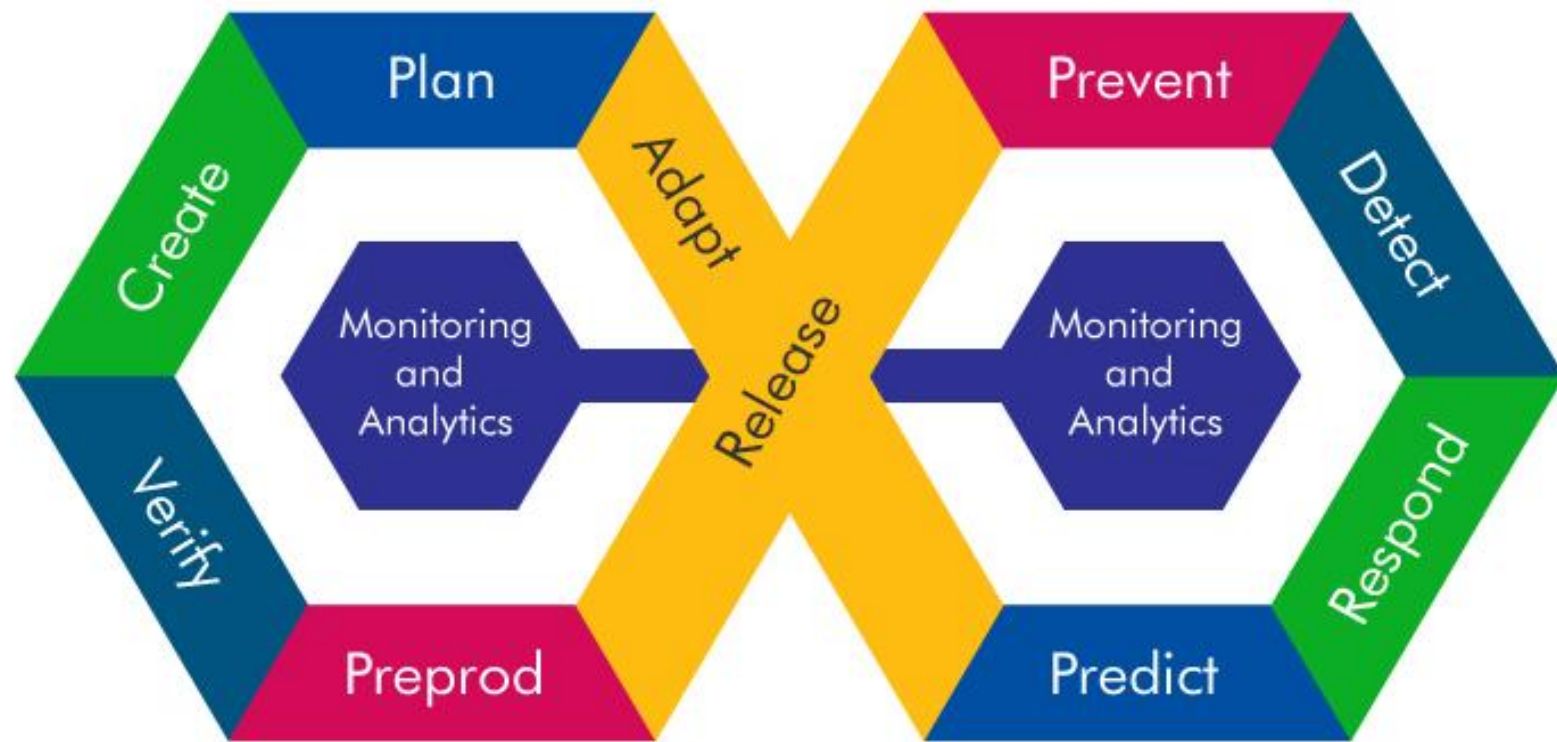 Plan
Prevent
Adapt
Create
Detect
Monitoring
and
Analytics
Release
Monitoring
and
Analytics
Verify
Respond
Preprod
Predict